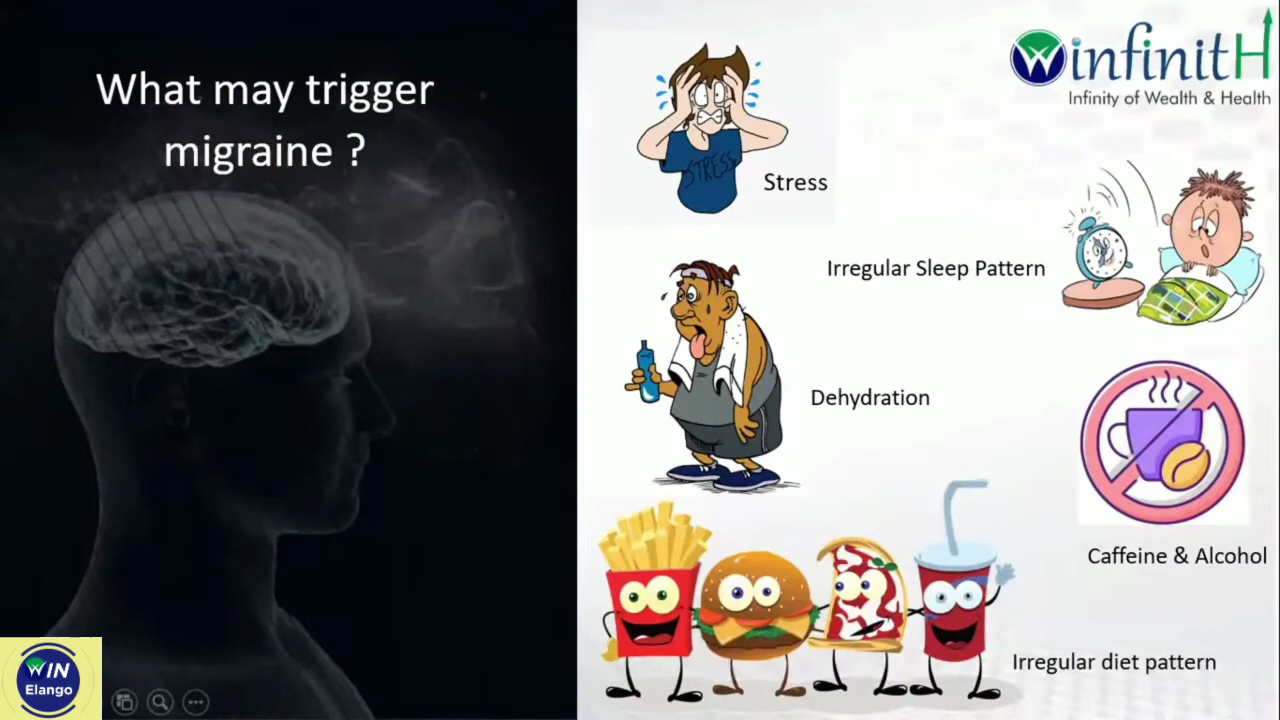 What may trigger
migraine ?
WinfinitH
Infinity of Wealth & Health
STRESS
Stress
Irregular Sleep Pattern
Dehydration
Caffeine & Alcohol
Irregular diet pattern
WIN
Elango